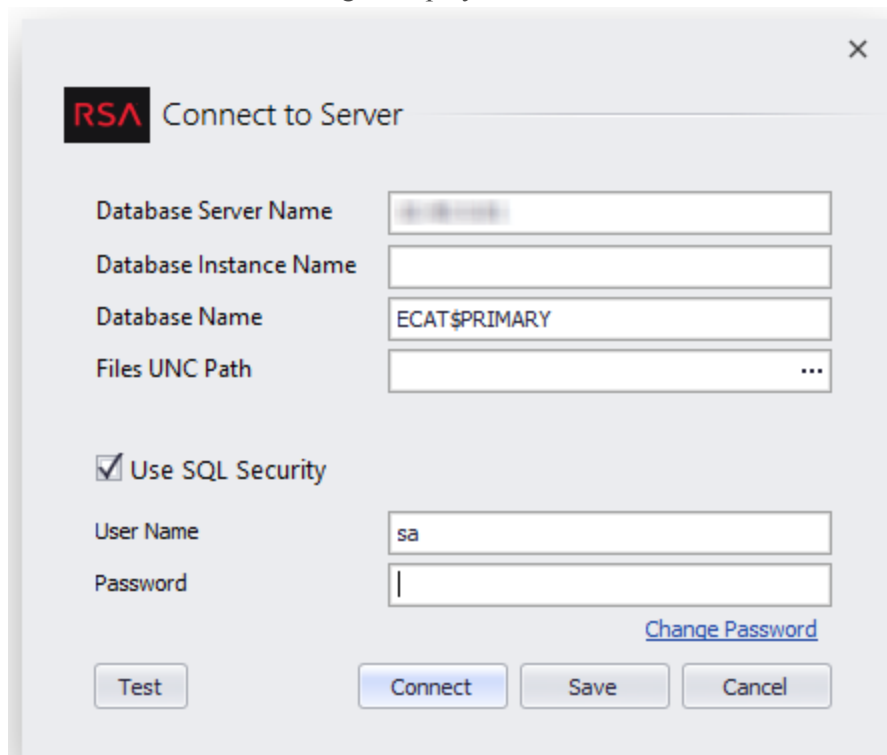 RSA Connect to Server
Database Server Name
Database Instance Name
Database Name ECAT$PRIMARY
Files UNC Path ...
Use SQL Security
User Name sa
Password
Change Password
Test Connect Save Cancel